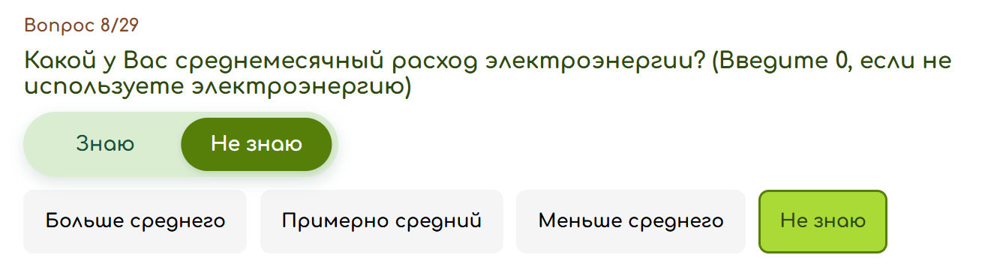 Вопрос 8/29
Какой у Вас среднемесячный расход электроэнергии? (Введите 0, если не
используете электроэнергию)
Знаю Не знаю
Больше среднего Примерно средний Меньше среднего Не знаю